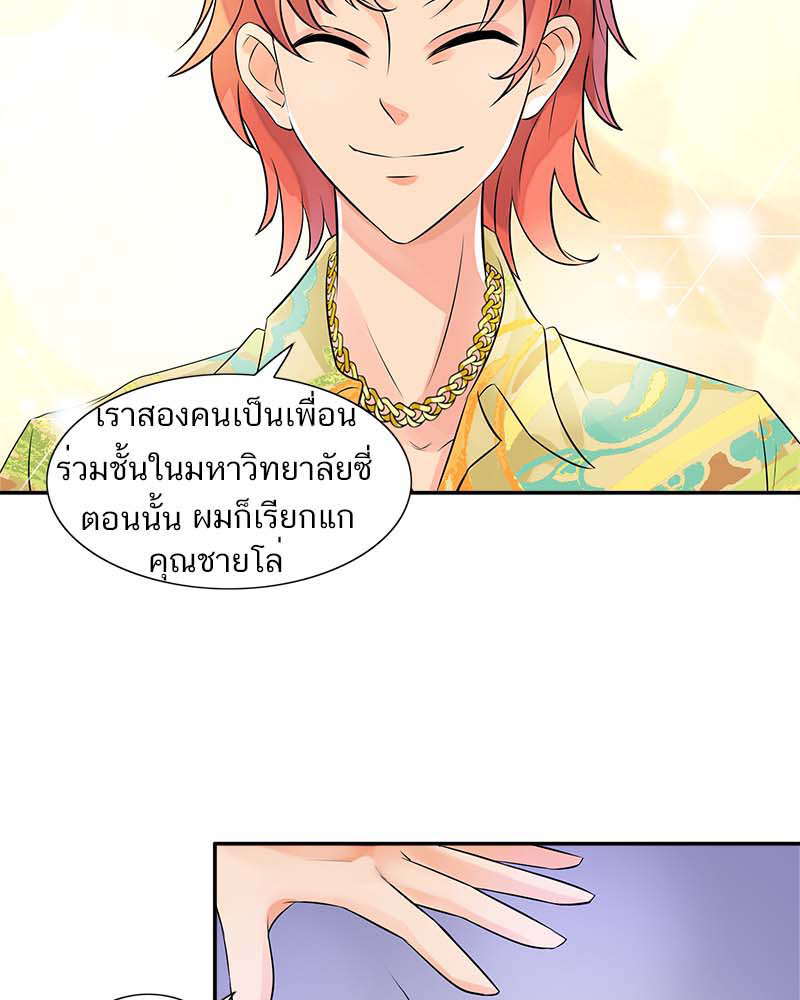 เราสองคนเป็นเพื่อน
ร่วมชั้นในมหาวิทยาลัยซี่
ตอนนั้น ผมก็เรียกแก
คุณชายโล่